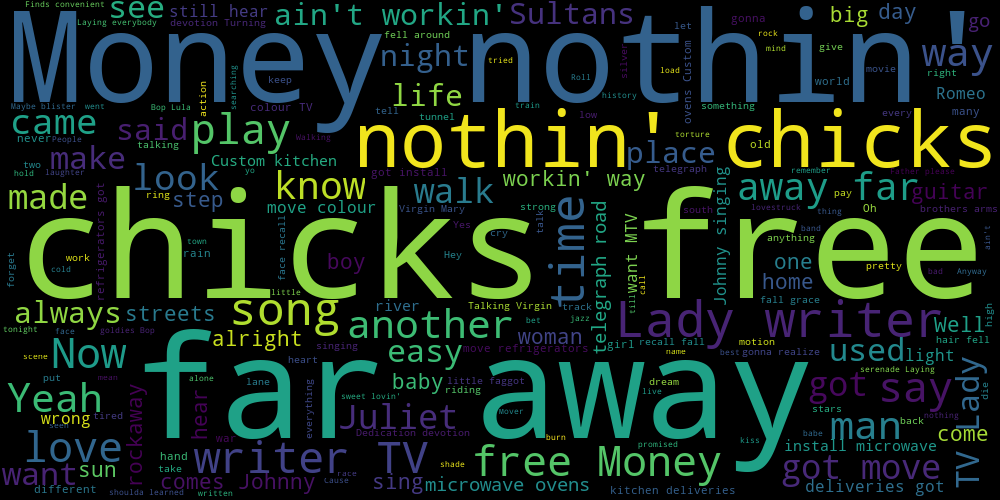 Finds convenient
see
still hear
ain't workin'
Sultans
big
day
let
gonna
go
Laying everybody
devotion Turning
fell around
Money nothin'
night
tried
silver
ovens Custom
give
rock
mind
way
right
load
world
movie
Romeo
many
Maybe blister
went
Bop Lula
action
searching
keep
colour TV
life
tell
tunnel
train
history
low
something
every
came
never
People
said
talking
play
Walking
nothin' chicks
torture
old
two
hold
laughter
make
look
Custom kitchen
yo
got install
place
telegraph
remember
Father please
made
refrigerators got
ring
step
know
walk
workin' way
away far
pay
guitar
move colour
Virgin Mary
strong
talk
time
south
lovestruck
thing
Oh
brothers arms
chicks free
town
rain
face recall
Yes
cry
Hey
telegraph road
want MTV
Johnny singing
band
anything
ain't
forget
work
cold
boy
call
till
one
home
pretty
bad
Anyway
little
always
streets
song
river
Talking Virgin
track
fall grace
high
tonight
face
goldies Bop
alright
another
bet
jazz
woman
girl
recall fall
Lady writer
motion
Well
hair fell
scene
Now
singing
easy
move refrigerators
name
best
gonna realize
used
light
put
mean
alone
heart
baby
little faggot
riding
dream
live
serenade Laying
far away
Yeah
rockaway
lane
sweet lovin'
everything
Mover
got
say
stars
back
nothing
TV Lady
die
wrong
tired
seen
hear
war
Juliet
Dedication devotion
burn
promised
kiss
babe
man
come
love
hand
take
writer TV
shade
free Money
install microwave
want
sun
comes Johnny
race
Cause
sing
microwave ovens
got move
different
shoulda learned
written
kitchen deliveries
deliveries got